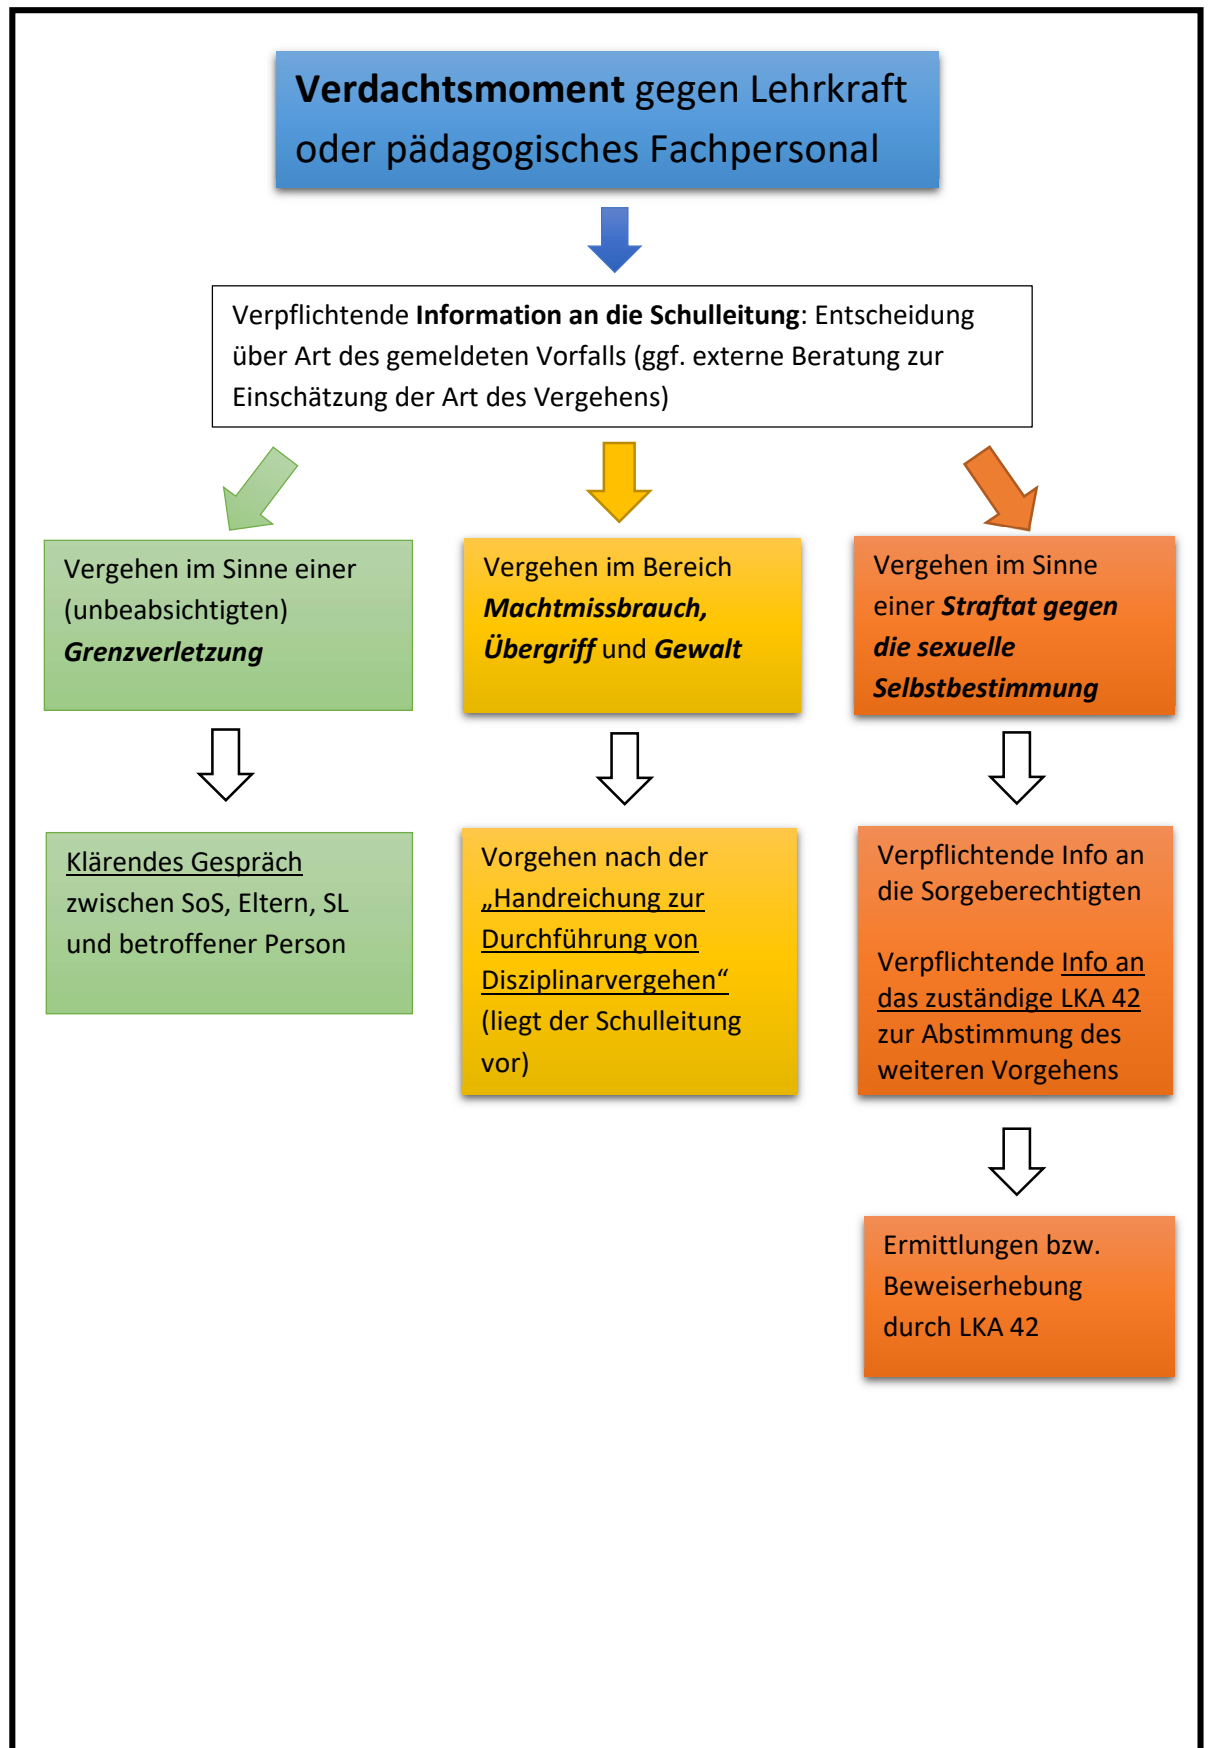 Verdachtsmoment gegen Lehrkraft
oder pädagogisches Fachpersonal
Verpflichtende Information an die Schulleitung: Entscheidung
über Art des gemeldeten Vorfalls (ggf. externe Beratung zur
Einschätzung der Art des Vergehens)
Vergehen im Sinne einer
(unbeabsichtigten)
Grenzverletzung
Vergehen im Bereich
Machtmissbrauch,
Übergriff und Gewalt
Vergehen im Sinne
einer Straftat gegen
die sexuelle
Selbstbestimmung
Klärendes Gespräch
zwischen SoS, Eltern, SL
und betroffener Person
Vorgehen nach der
„Handreichung zur
Durchführung von
Disziplinarvergehen“
(liegt der Schulleitung
vor)
Verpflichtende Info an
die Sorgeberechtigten
Verpflichtende Info an
das zuständige LKA 42
zur Abstimmung des
weiteren Vorgehens
Ermittlungen bzw.
Beweiserhebung
durch LKA 42